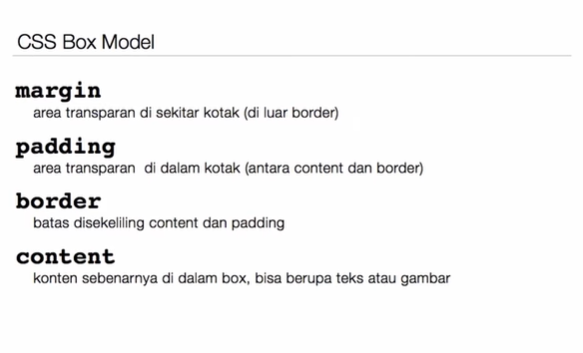 CSS Box Model
margin
area transparan di sekitar kotak (di luar border)
padding
area transparan di dalam kotak (antara content dan border)
border
batas disekeliling content dan padding
content
konten sebenarnya di dalam box, bisa berupa teks atau gambar